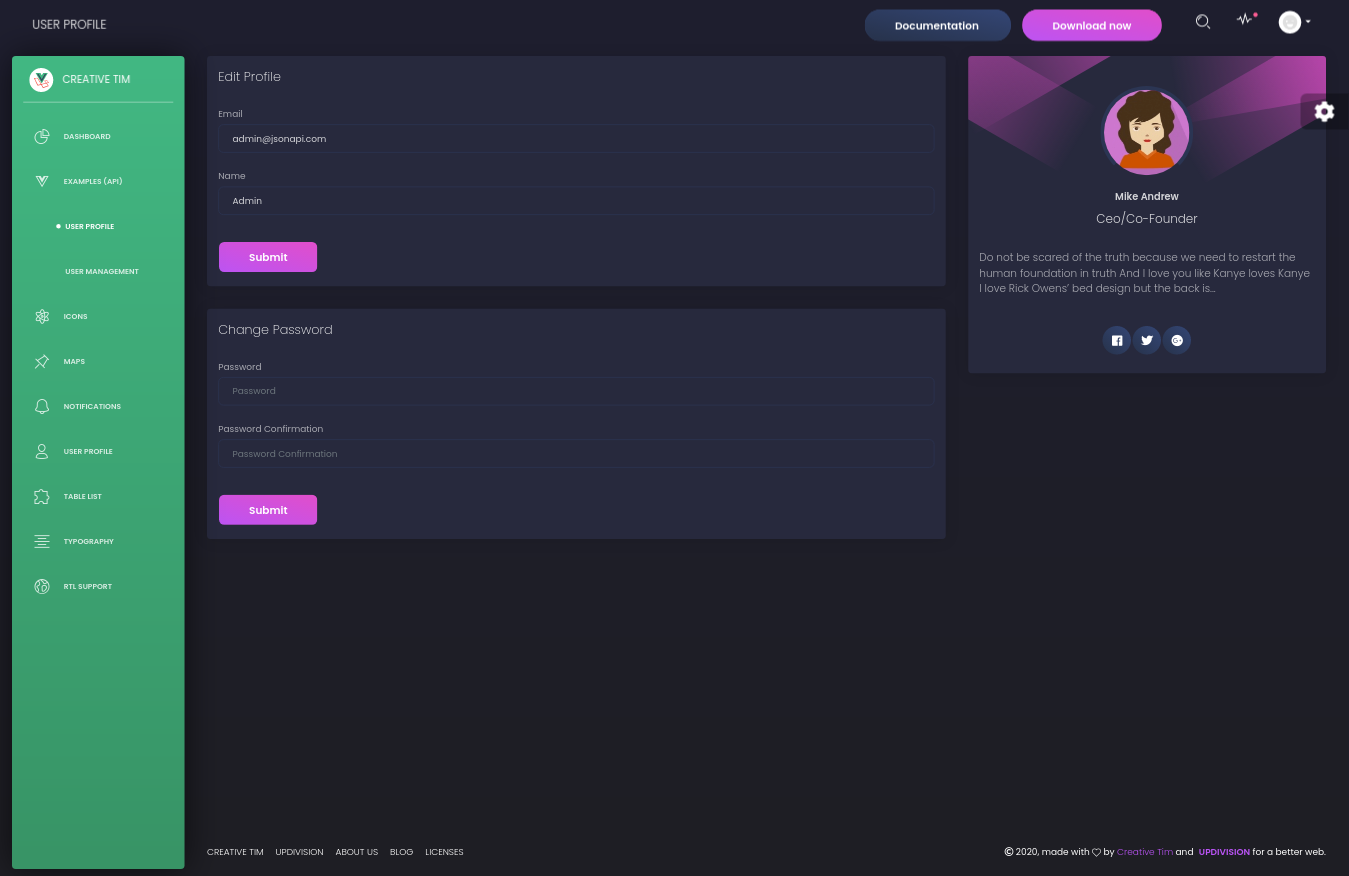 USER PROFILE
Documentation
Download now
CREATIVE TIM
DASHBOARD
EXAMPLES (API)
USER PROFILE
USER MANAGEMENT
ICONS
MAPS
NOTIFICATIONS
USER PROFILE
TABLE LIST
TYPOGRAPHY
RTL SUPPORT
Edit Profile
Email
admin@jsonapi.com
Name
Admin
Submit
Change Password
Password
Password
Password Confirmation
Password Confirmation
Submit
Mike Andrew
Ceo/Co-Founder
Do not be scared of the truth because we need to restart the
human foundation in truth And I love you like Kanye loves Kanye
I love Rick Owens’ bed design but the back is...
CREATIVE TIM UPDIVISION ABOUT US BLOG LICENSES
© 2020, made with ♡ by Creative Tim and UPDIVISION for a better web.